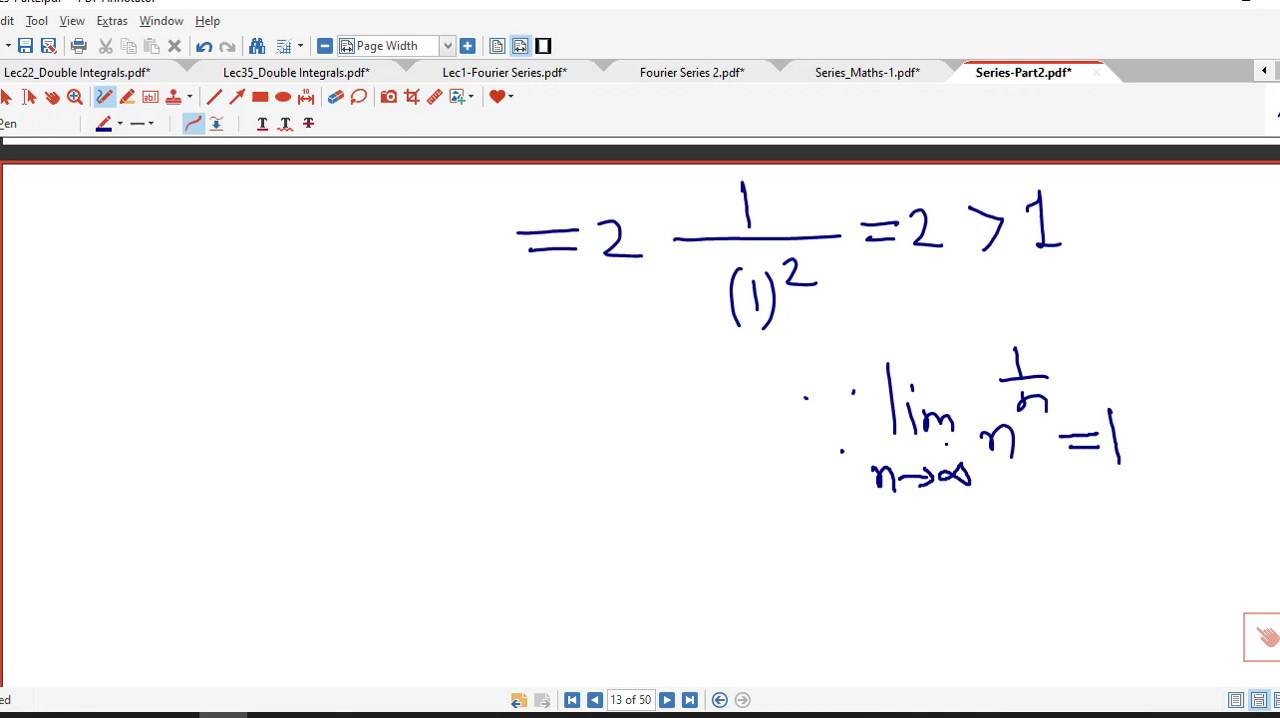 dit Tool View Extras Window Help
Page Width
Lec22_Double Integrals.pdf* Lec35_Double Integrals.pdf* Lec1-Fourier Series.pdf* Fourier Series 2.pdf* Series_Maths-1.pdf* Series-Part2.pdf*
Pen
= 2 1/(1)^2 = 2 > 1
∵ lim n→∞ n^(1/n) = 1
13 of 50